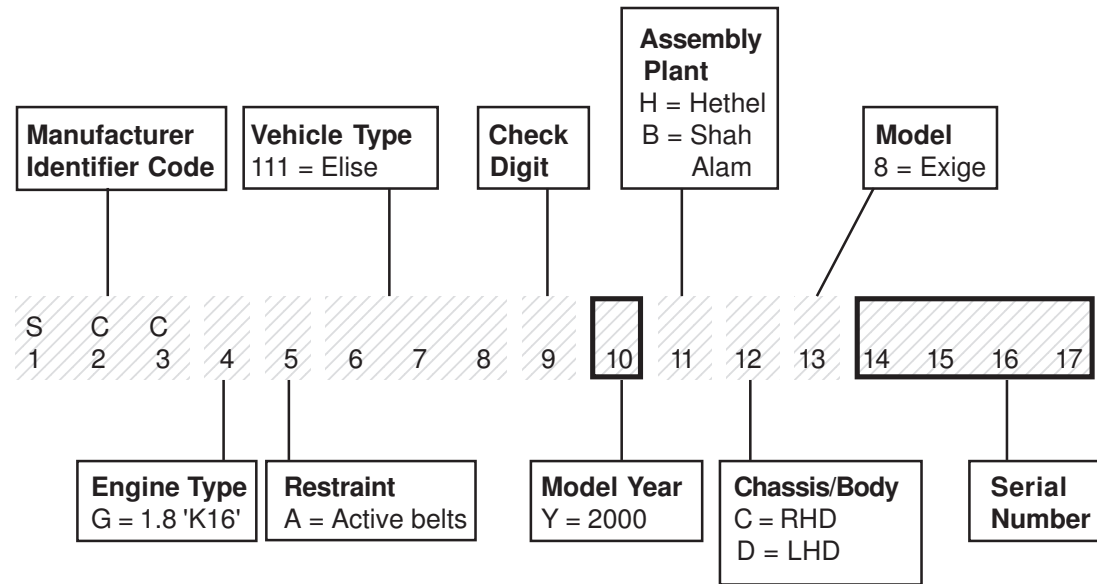 Assembly
Plant
H = Hethel
B = Shah
Alam
Manufacturer
Identifier Code
Vehicle Type
111 = Elise
Check
Digit
Model
8 = Exige
S C C
1 2 3 4 5 6 7 8 9 10 11 12 13 14 15 16 17
Engine Type
G = 1.8 'K16'
Restraint
A = Active belts
Model Year
Y = 2000
Chassis/Body
C = RHD
D = LHD
Serial
Number